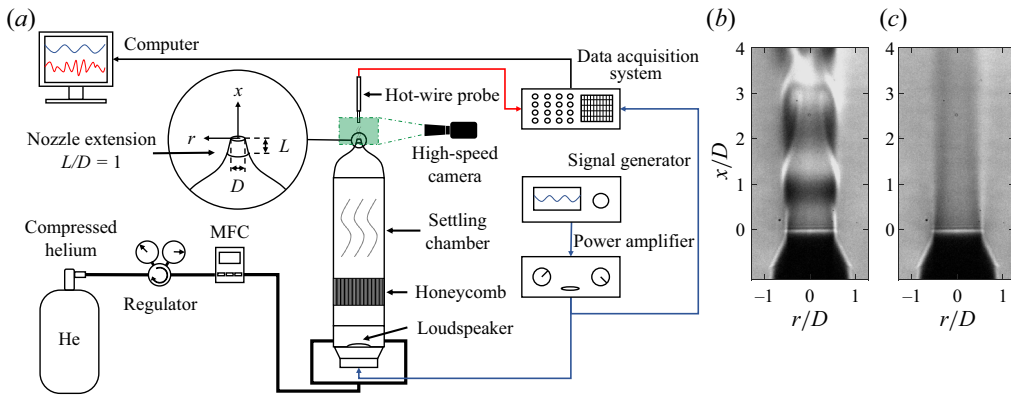 (a)
Computer
Nozzle extension
L/D = 1
x
r
L
D
Hot-wire probe
High-speed
camera
Data acquisition
system
Signal generator
Power amplifier
Settling
chamber
Honeycomb
Loudspeaker
Compressed
helium
MFC
Regulator
He
(b)
4
3
2
1
0
x/D
−1
0
1
r/D
(c)
4
3
2
1
0
−1
0
1
r/D